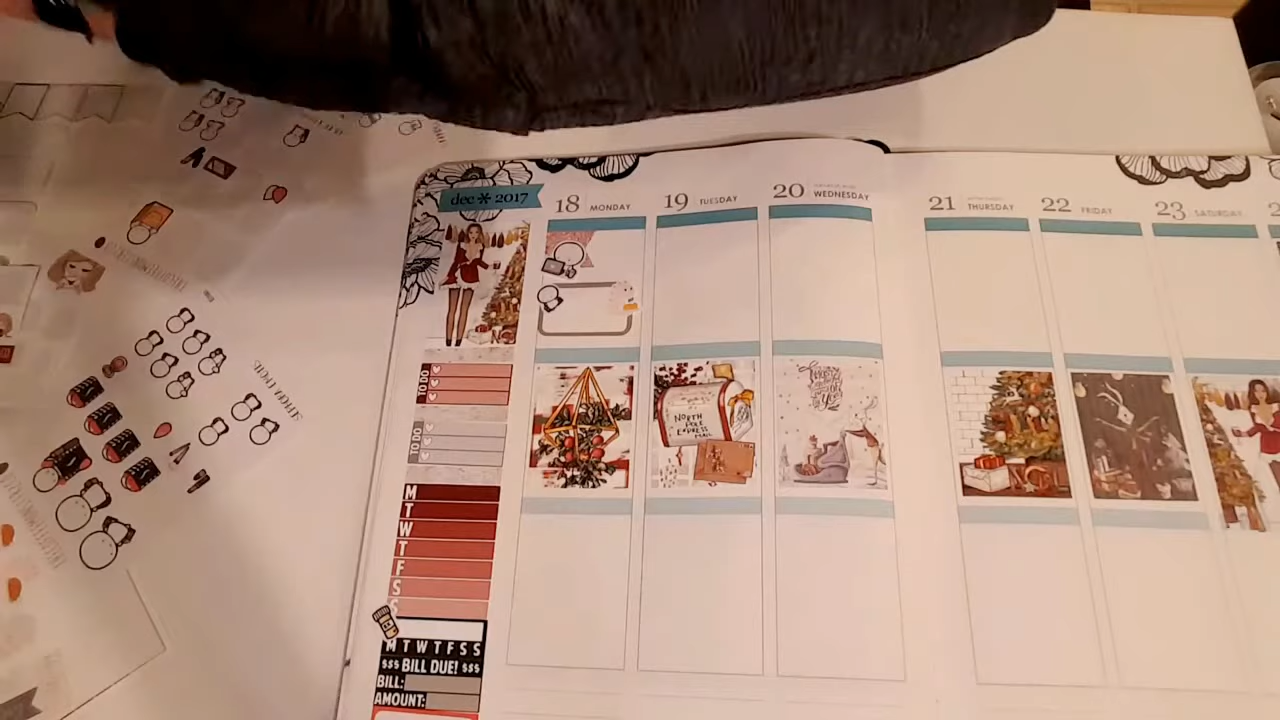 dec * 2017
18 MONDAY
19 TUESDAY
20 WEDNESDAY
21 THURSDAY
22 FRIDAY
23 SATURDAY
TO DO
TO DO
M
T
W
T
F
S
S
M T W T F S S
$$$ BILL DUE! $$$
BILL:
AMOUNT:
NORTH
POLE
EXPRESS
MAIL